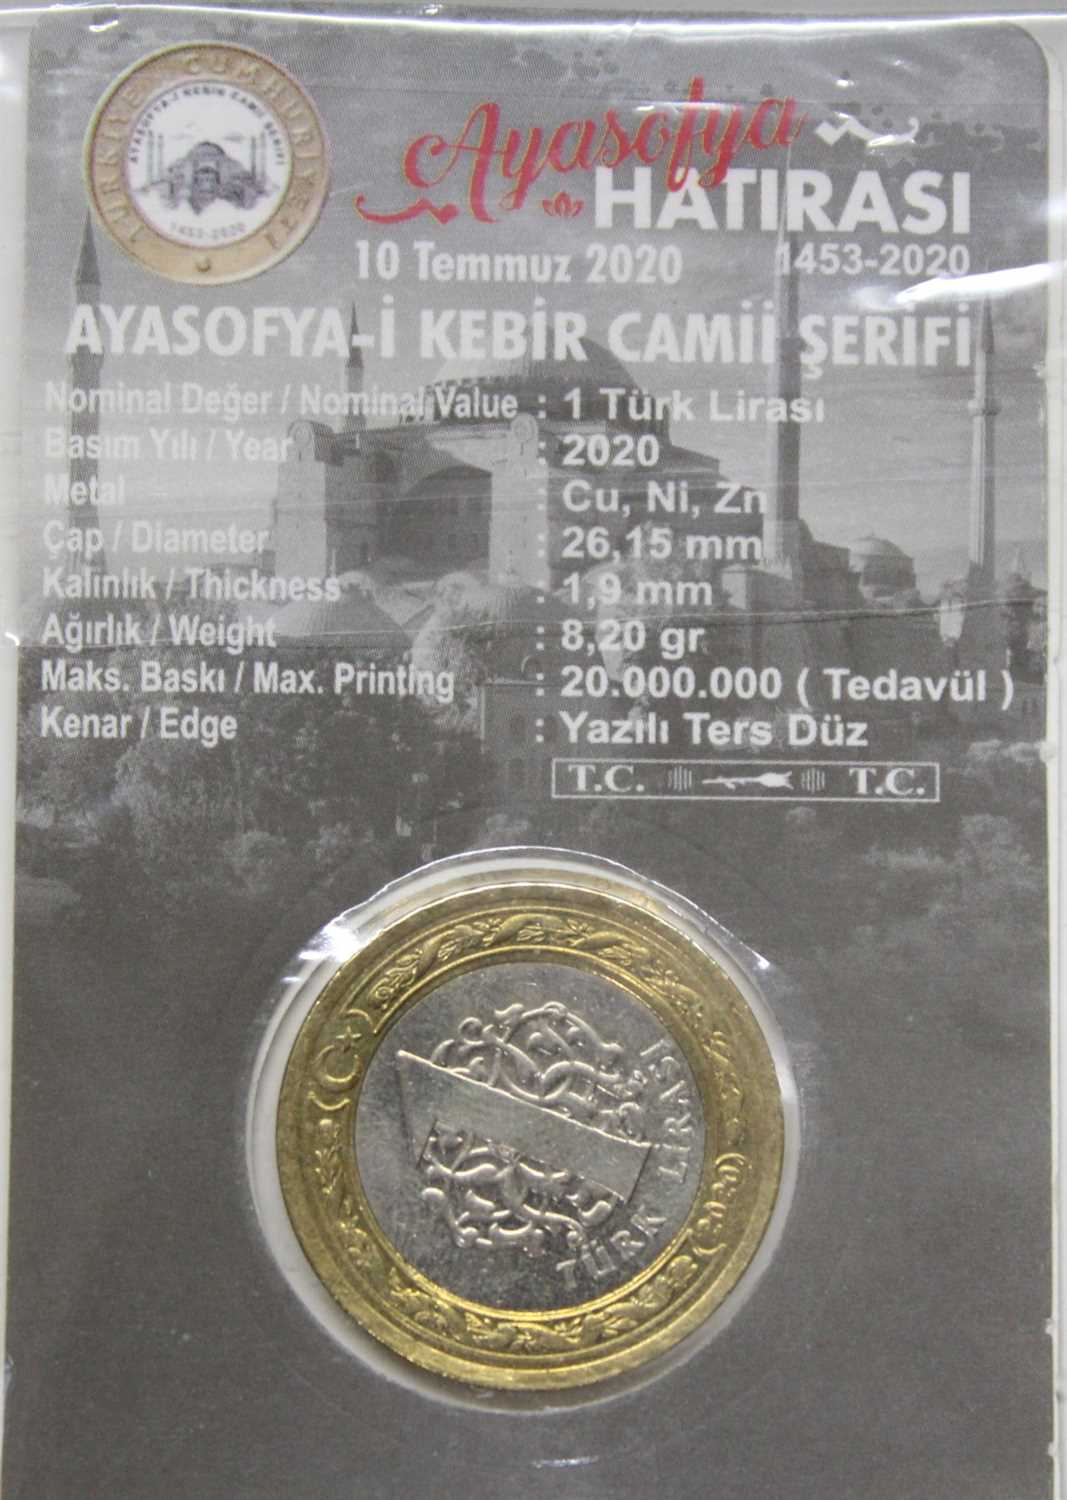 TÜRKİYE CUMHURİYETİ
AYASOFYA-İ KEBİR CAMİİ ŞERİFİ
1453-2020
Ayasofya
HATIRASI
10 Temmuz 2020 1453-2020
AYASOFYA-İ KEBİR CAMİİ ŞERİFİ
Nominal Değer / Nominal Value : 1 Türk Lirası
Basım Yılı / Year : 2020
Metal : Cu, Ni, Zn
Çap / Diameter : 26,15 mm
Kalınlık / Thickness : 1,9 mm
Ağırlık / Weight : 8,20 gr
Maks. Baskı / Max. Printing : 20.000.000 ( Tedavül )
Kenar / Edge : Yazılı Ters Düz
T.C. T.C.
1
TÜRK LİRASI
2020